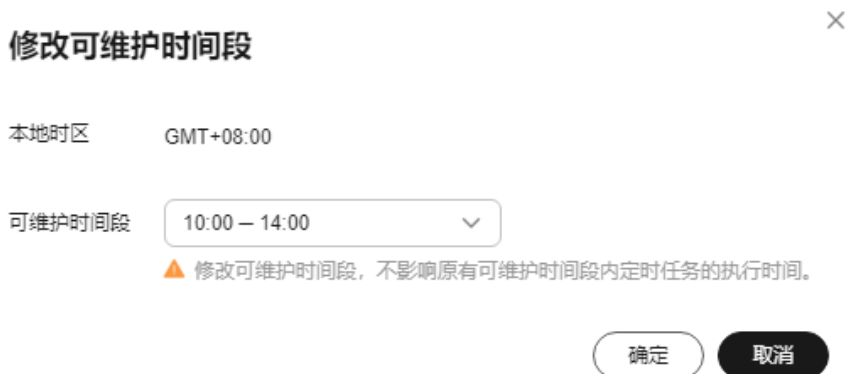 修改可维护时间段
本地时区 GMT+08:00
可维护时间段 10:00 — 14:00
修改可维护时间段，不影响原有可维护时间段内定时任务的执行时间。
确定 取消